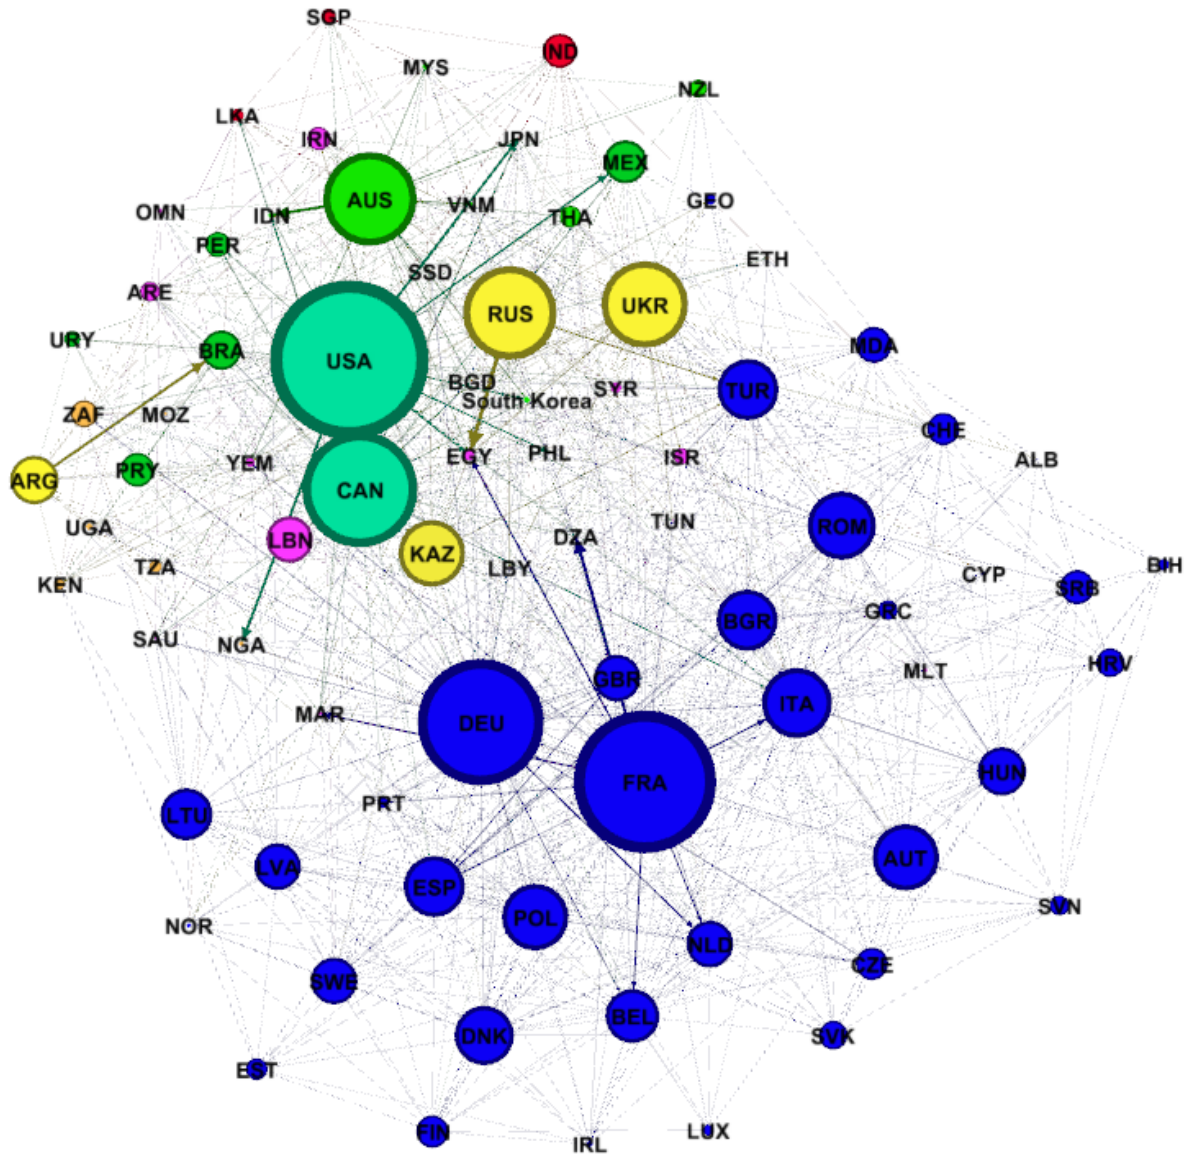 SGP
IND
MYS
NZL
LKA
IRN
JPN
MEX
AUS
GEO
VNM
OMN
IDN
THA
PER
ETH
SSD
ARE
UKR
RUS
URY
MDA
BRA
USA
BGD
SYR
TUR
South Korea
ZAF
MOZ
CHE
EGY
PHL
ISR
ALB
YEM
PRY
ARG
CAN
TUN
ROM
UGA
DZA
LBN
KAZ
BIH
LBY
TZA
CYP
KEN
SRB
GRC
BGR
SAU
NGA
HRV
MLT
GBR
ITA
MAR
DEU
HUN
FRA
PRT
LTU
AUT
LVA
ESP
SVN
POL
NOR
NLD
CZE
SWE
BEL
DNK
SVK
EST
FIN
LUX
IRL